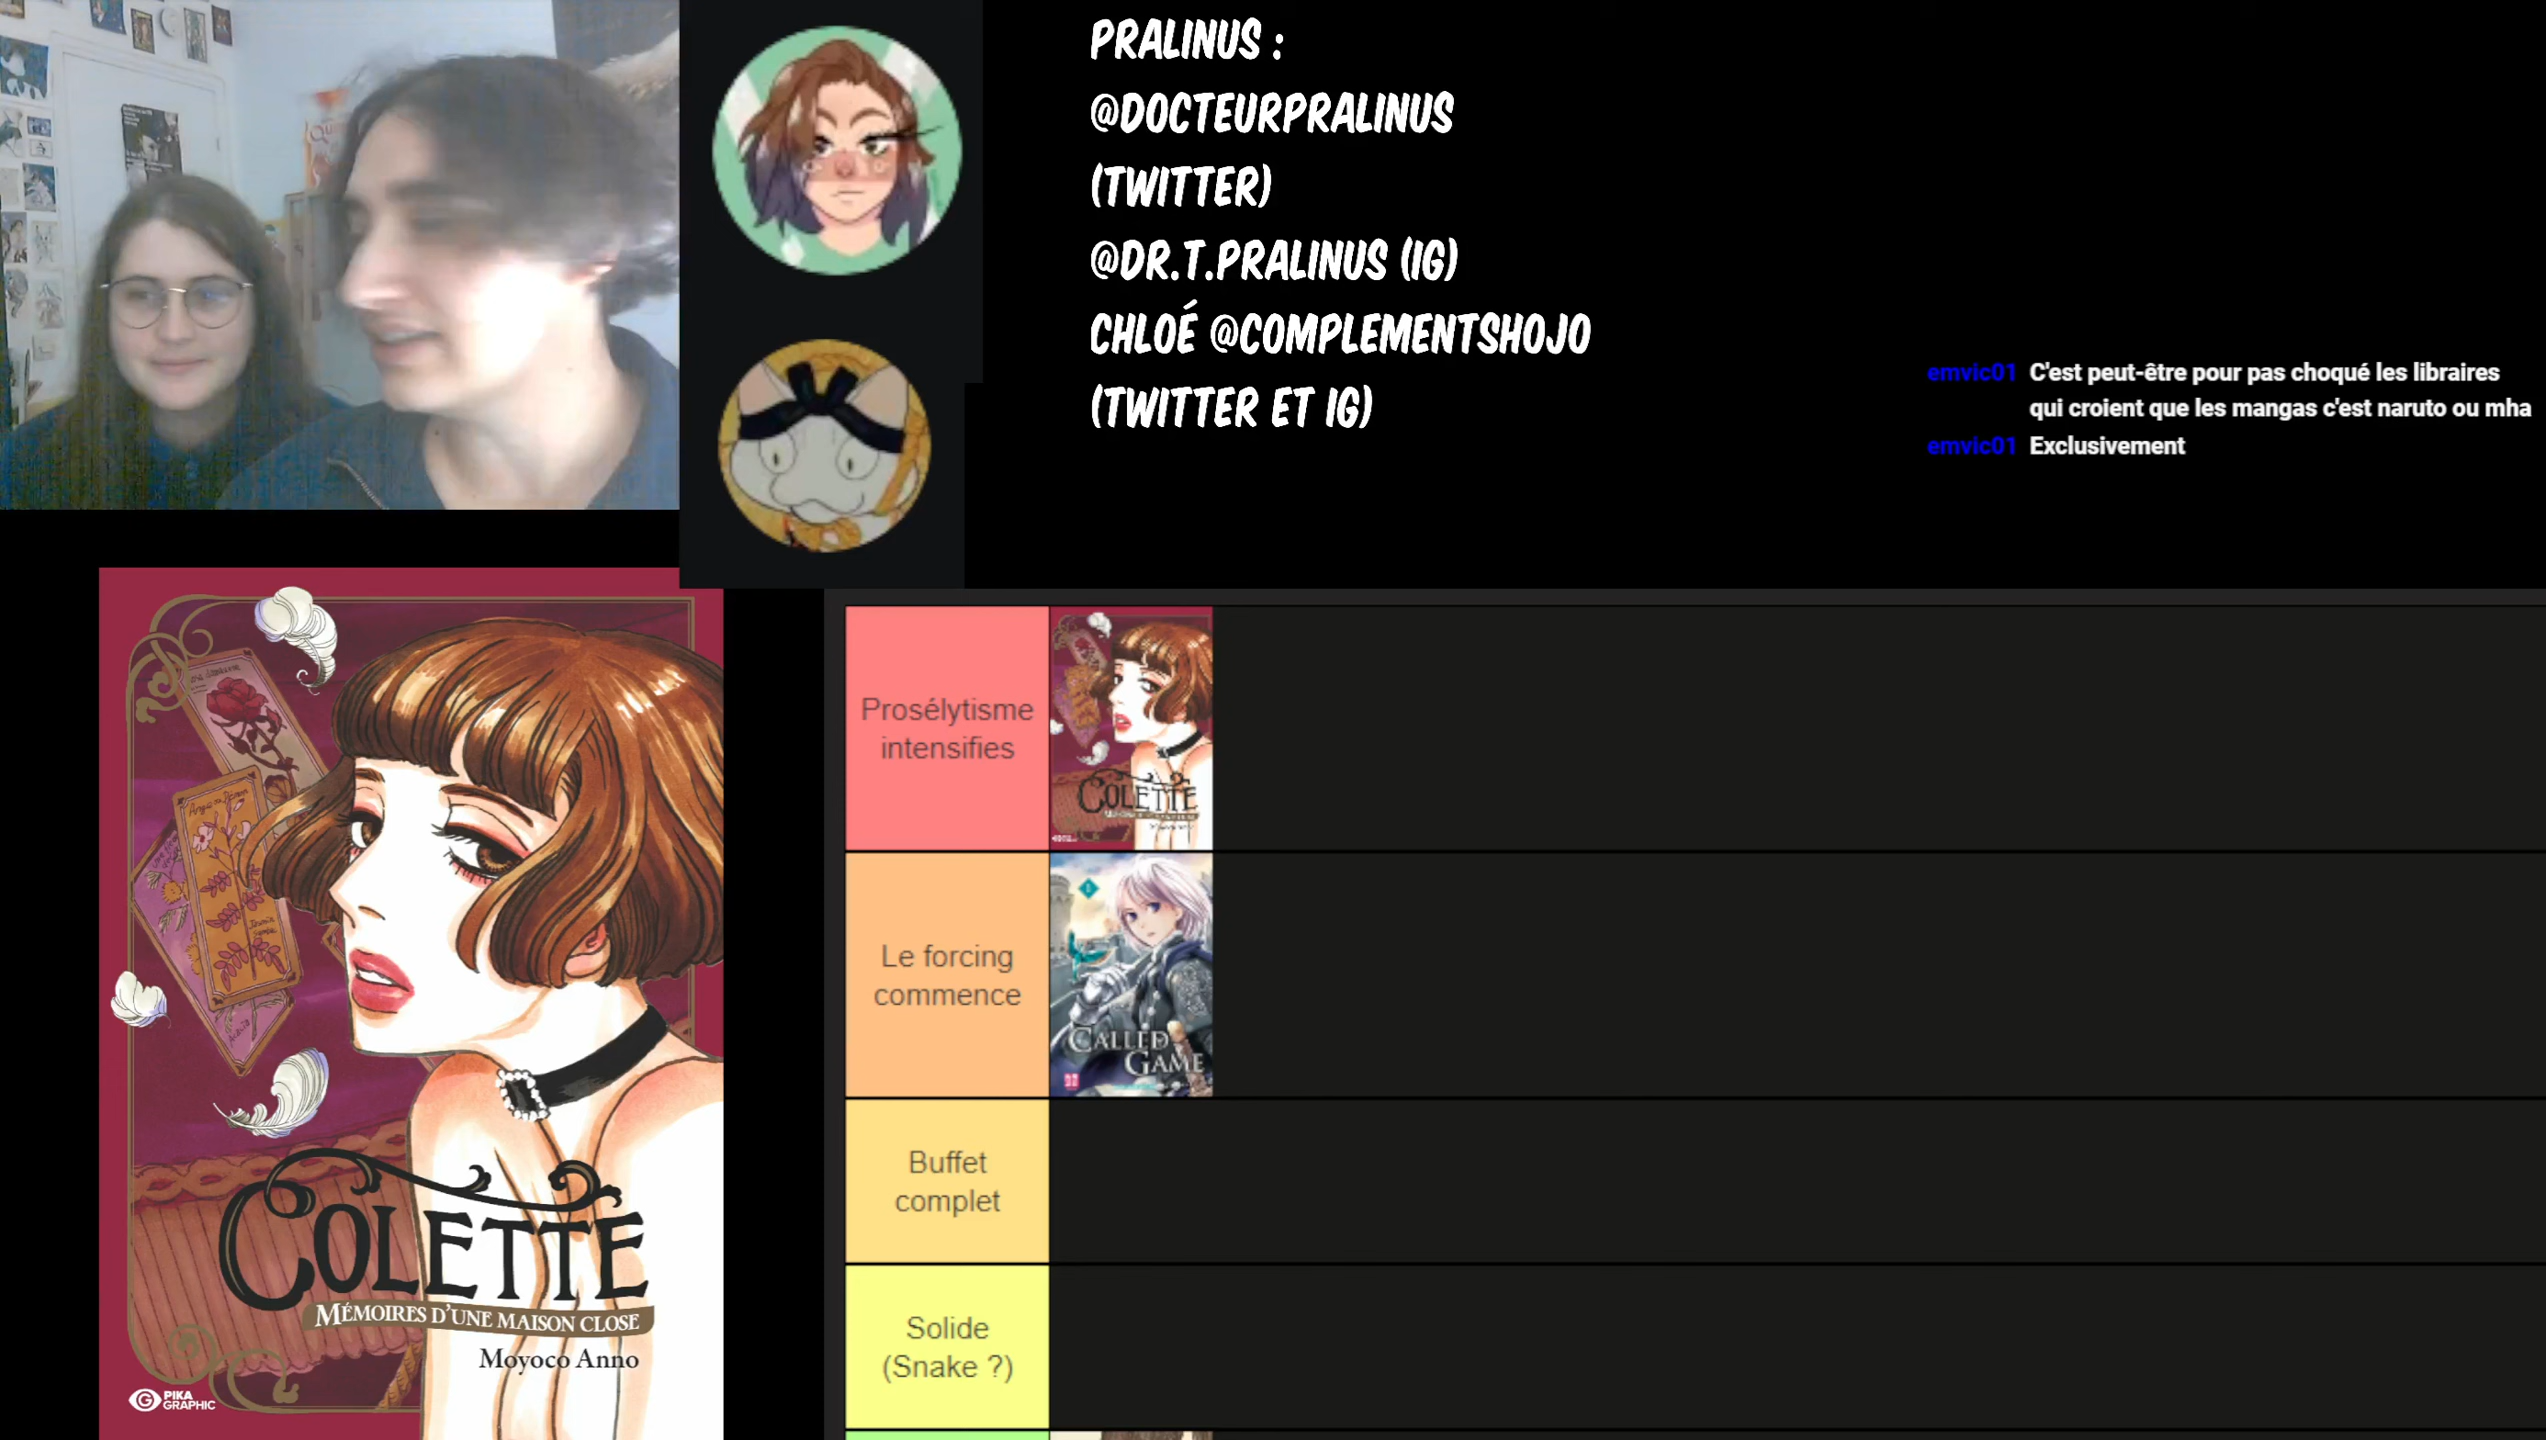 PRALINUS :
@DOCTEURPRALINUS
(TWITTER)
@DR.T.PRALINUS (IG)
CHLOÉ @COMPLEMENTSHOJO
(TWITTER ET IG)
emvic01 C'est peut-être pour pas choqué les libraires
qui croient que les mangas c'est naruto ou mha
emvic01 Exclusivement
COLETTE
MÉMOIRES D'UNE MAISON CLOSE
Moyoco Anno
PIKA
GRAPHIC
Prosélytisme
intensifies
COLETTE
Le forcing
commence
1
CALLED
GAME
Buffet
complet
Solide
(Snake ?)